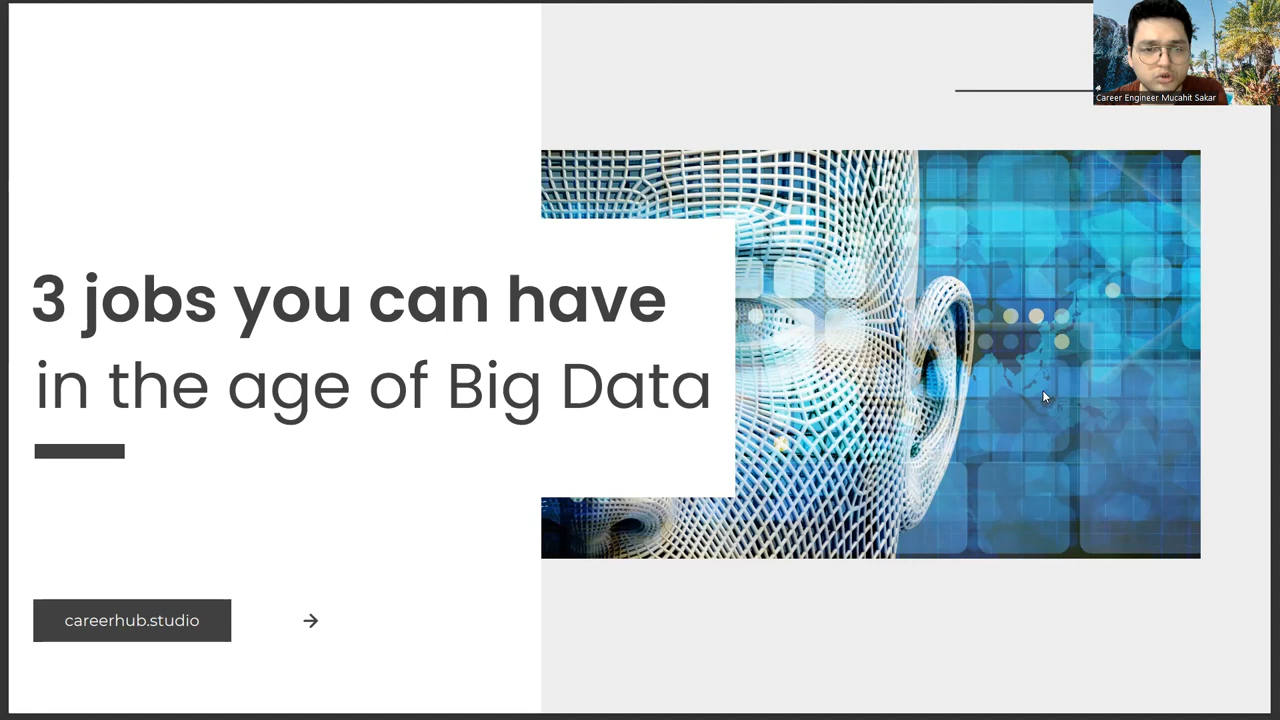 Career Engineer Mucahit Sakar
3 jobs you can have
in the age of Big Data
careerhub.studio